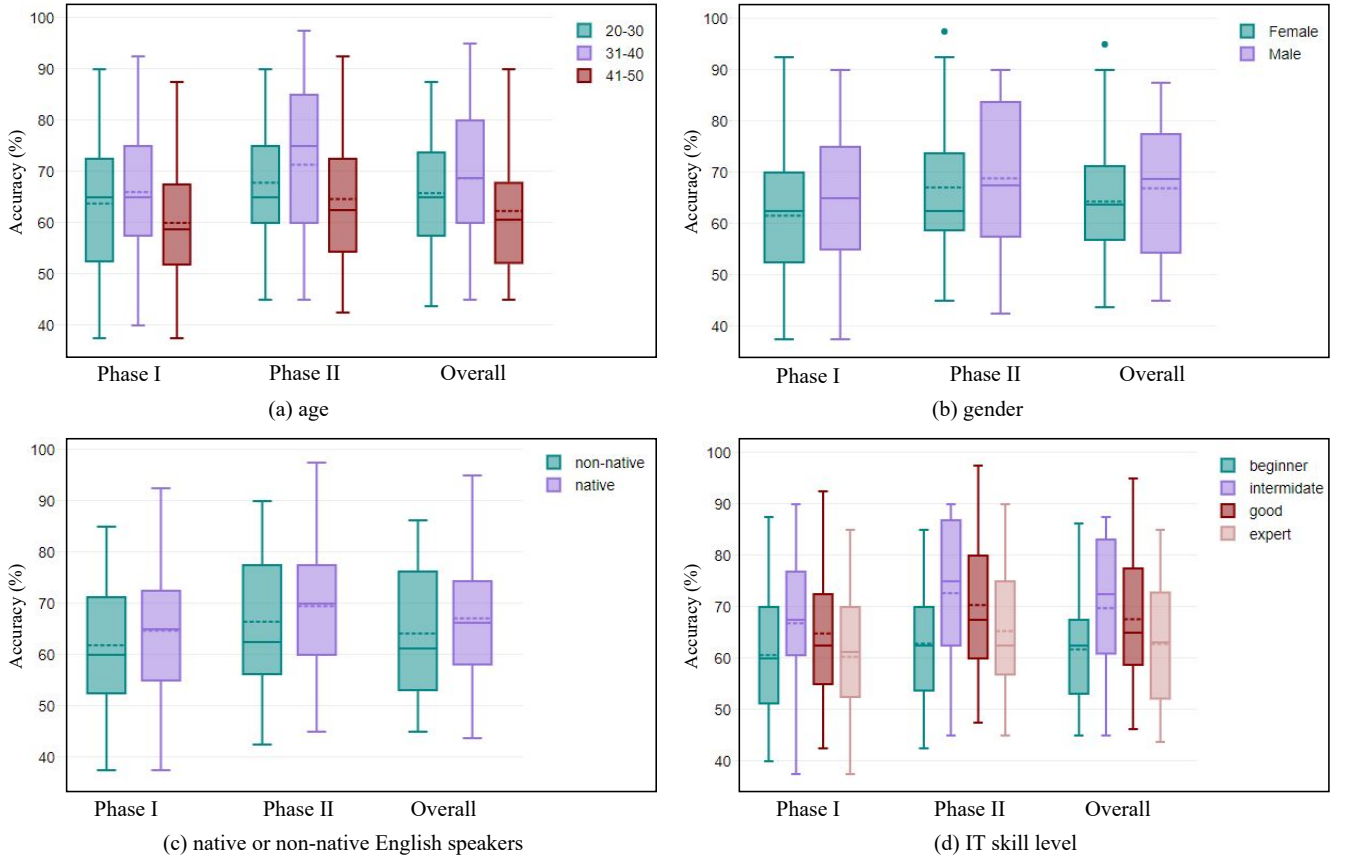 100
90
80
70
60
50
40
Accuracy (%)
20-30
31-40
41-50
Phase I
Phase II
Overall
(a) age
100
90
80
70
60
50
40
Accuracy (%)
Female
Male
Phase I
Phase II
Overall
(b) gender
100
90
80
70
60
50
40
Accuracy (%)
non-native
native
Phase I
Phase II
Overall
(c) native or non-native English speakers
100
90
80
70
60
50
40
Accuracy (%)
beginner
intermidate
good
expert
Phase I
Phase II
Overall
(d) IT skill level